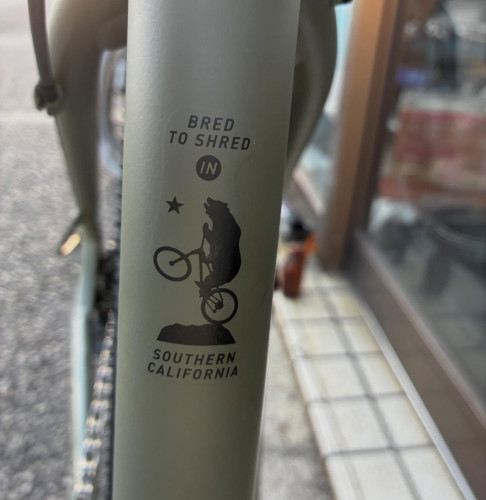 BRED
TO SHRED
IN
SOUTHERN
CALIFORNIA